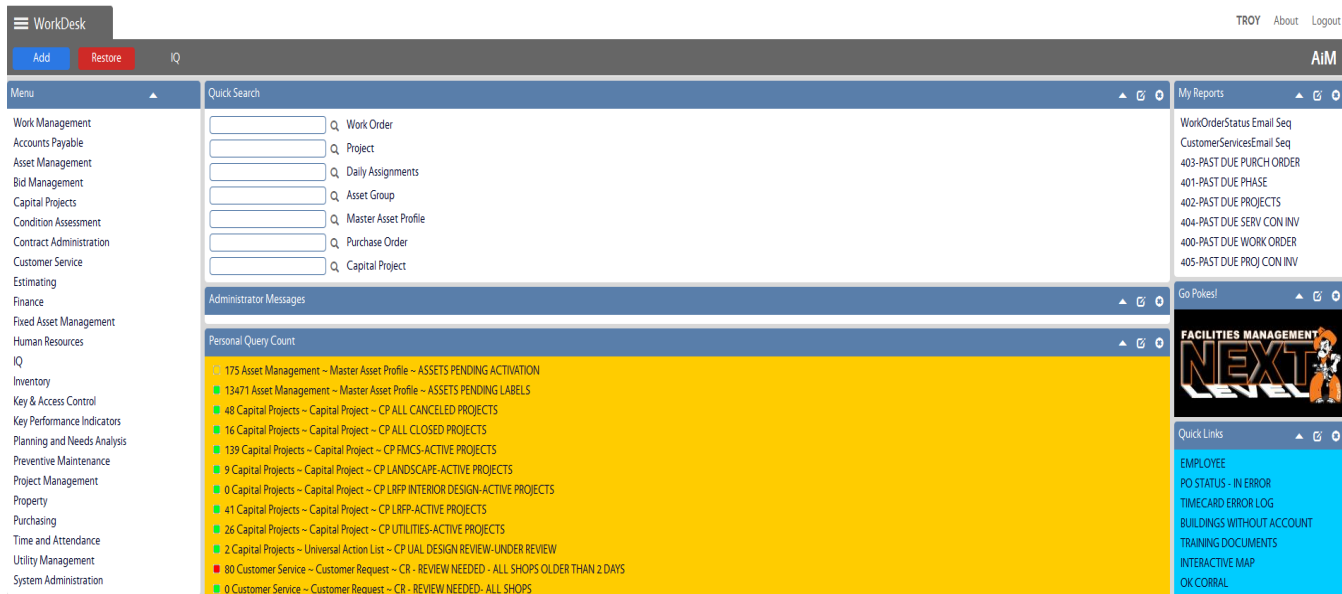 WorkDesk
TROY About Logout
Add Restore IQ
AiM
Menu
Work Management
Accounts Payable
Asset Management
Bid Management
Capital Projects
Condition Assessment
Contract Administration
Customer Service
Estimating
Finance
Fixed Asset Management
Human Resources
IQ
Inventory
Key & Access Control
Key Performance Indicators
Planning and Needs Analysis
Preventive Maintenance
Project Management
Property
Purchasing
Time and Attendance
Utility Management
System Administration
Quick Search
Work Order
Project
Daily Assignments
Asset Group
Master Asset Profile
Purchase Order
Capital Project
Administrator Messages
Personal Query Count
175 Asset Management ~ Master Asset Profile ~ ASSETS PENDING ACTIVATION
13471 Asset Management ~ Master Asset Profile ~ ASSETS PENDING LABELS
48 Capital Projects ~ Capital Project ~ CP ALL CANCELED PROJECTS
16 Capital Projects ~ Capital Project ~ CP ALL CLOSED PROJECTS
139 Capital Projects ~ Capital Project ~ CP FMCS-ACTIVE PROJECTS
9 Capital Projects ~ Capital Project ~ CP LANDSCAPE-ACTIVE PROJECTS
0 Capital Projects ~ Capital Project ~ CP LRFP INTERIOR DESIGN-ACTIVE PROJECTS
41 Capital Projects ~ Capital Project ~ CP LRFP-ACTIVE PROJECTS
26 Capital Projects ~ Capital Project ~ CP UTILITIES-ACTIVE PROJECTS
2 Capital Projects ~ Universal Action List ~ CP UAL DESIGN REVIEW-UNDER REVIEW
80 Customer Service ~ Customer Request ~ CR - REVIEW NEEDED - ALL SHOPS OLDER THAN 2 DAYS
0 Customer Service ~ Customer Request ~ CR - REVIEW NEEDED- ALL SHOPS
My Reports
WorkOrderStatus Email Seq
CustomerServicesEmail Seq
403-PAST DUE PURCH ORDER
401-PAST DUE PHASE
402-PAST DUE PROJECTS
404-PAST DUE SERV CON INV
400-PAST DUE WORK ORDER
405-PAST DUE PROJ CON INV
Go Pokes!
FACILITIES MANAGEMENT
NEXT
LEVEL
Quick Links
EMPLOYEE
PO STATUS - IN ERROR
TIMECARD ERROR LOG
BUILDINGS WITHOUT ACCOUNT
TRAINING DOCUMENTS
INTERACTIVE MAP
OK CORRAL